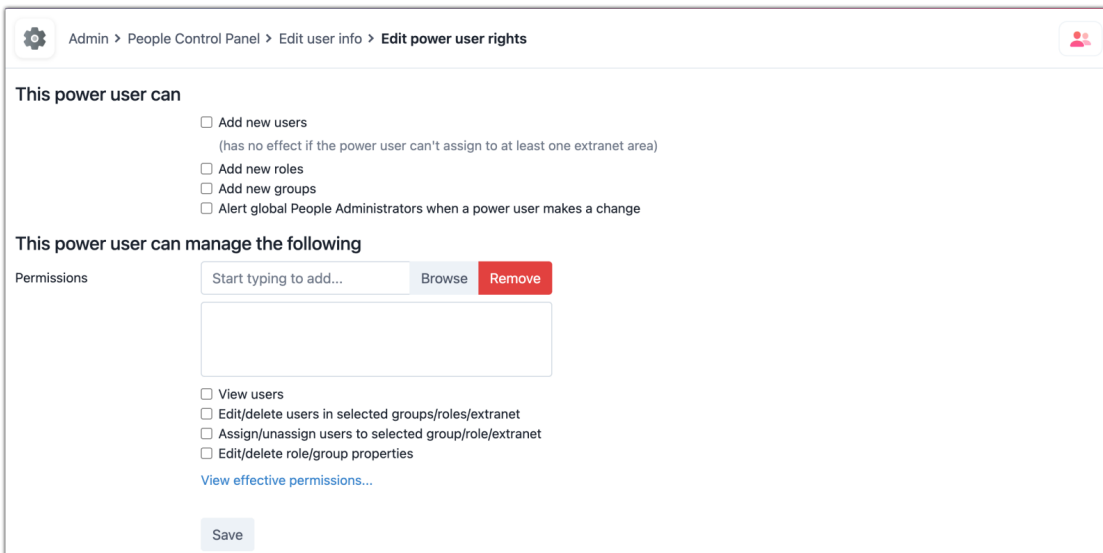 Admin > People Control Panel > Edit user info > Edit power user rights
This power user can
Add new users
(has no effect if the power user can't assign to at least one extranet area)
Add new roles
Add new groups
Alert global People Administrators when a power user makes a change
This power user can manage the following
Permissions Start typing to add... Browse Remove
View users
Edit/delete users in selected groups/roles/extranet
Assign/unassign users to selected group/role/extranet
Edit/delete role/group properties
View effective permissions...
Save